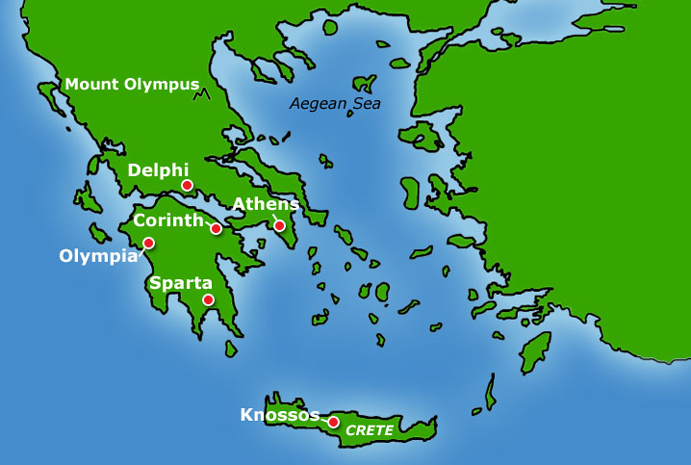 Mount Olympus
Aegean Sea
Delphi
Athens
Corinth
Olympia
Sparta
Knossos
CRETE